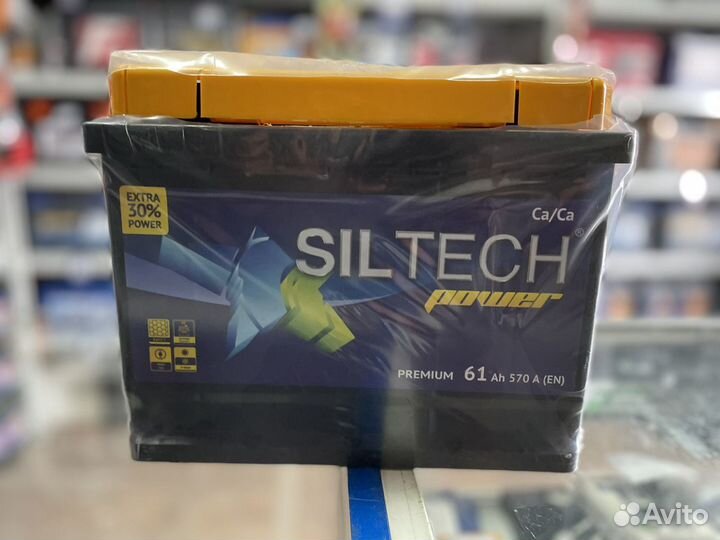 EXTRA
30%
POWER
Ca/Ca
SILTECH®
power
PREMIUM 61 Ah 570 A (EN)
Avito